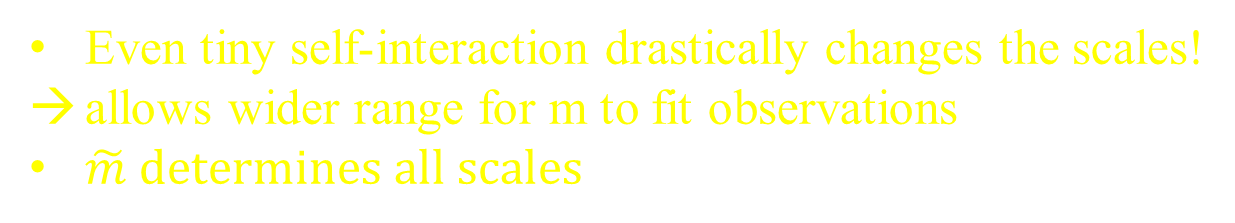 • Even tiny self-interaction drastically changes the scales!
→ allows wider range for m to fit observations
• m̃ determines all scales